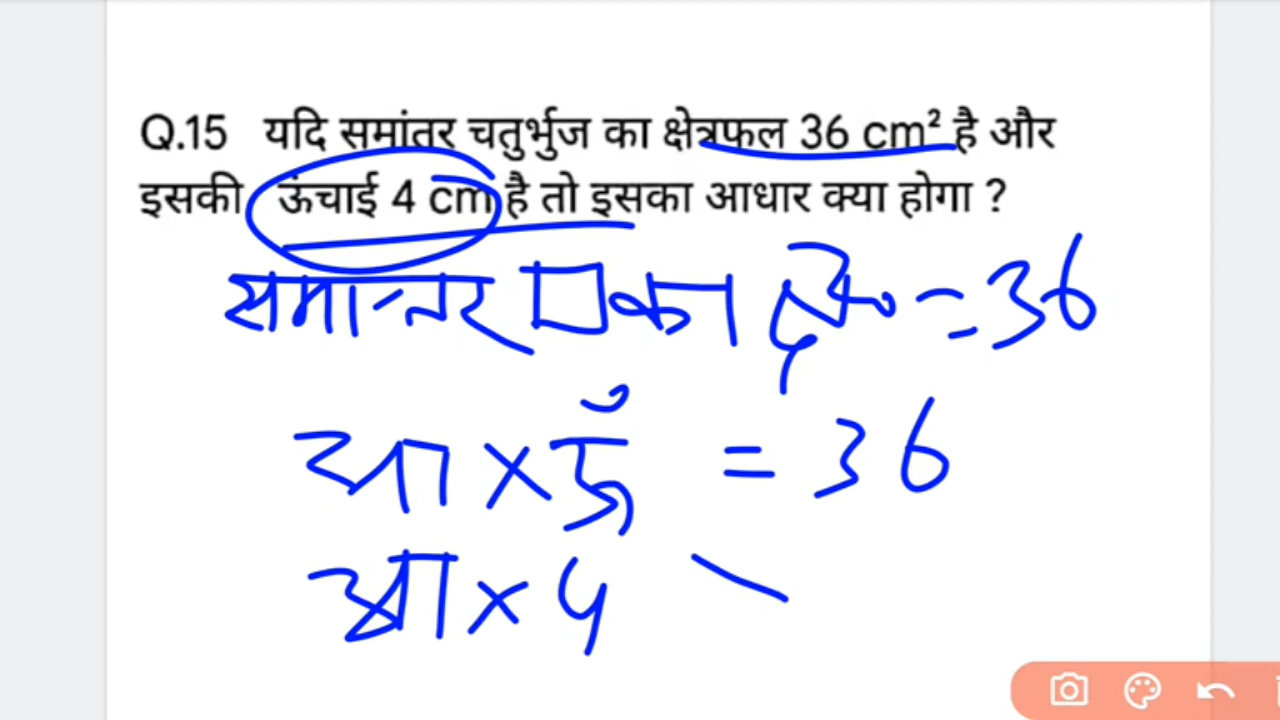 Q.15 यदि समांतर चतुर्भुज का क्षेत्रफल 36 cm² है और
इसकी ऊंचाई 4 cm है तो इसका आधार क्या होगा ?
समान्तर □ का क्षे० = 36
आ × ऊँ = 36
आ × 4